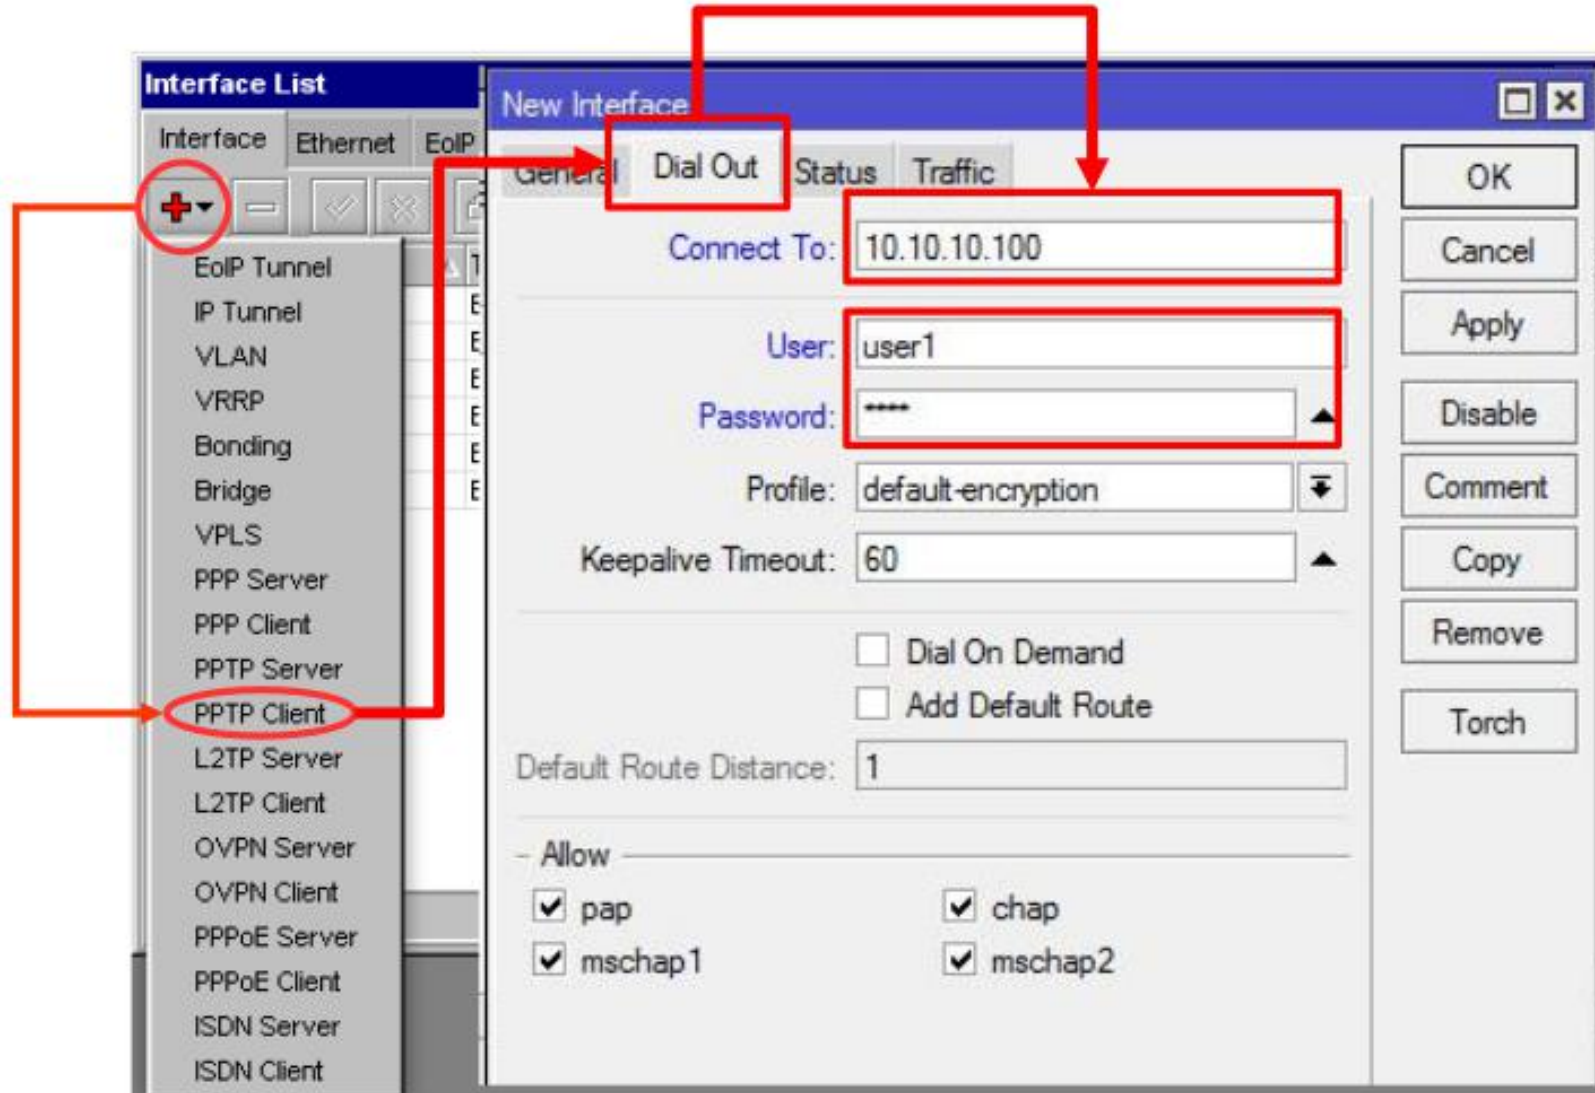 Interface List
Interface Ethernet EoIP
EoIP Tunnel
IP Tunnel
VLAN
VRRP
Bonding
Bridge
VPLS
PPP Server
PPP Client
PPTP Server
PPTP Client
L2TP Server
L2TP Client
OVPN Server
OVPN Client
PPPoE Server
PPPoE Client
ISDN Server
ISDN Client
New Interface
General Dial Out Status Traffic
Connect To: 10.10.10.100
User: user1
Password: ****
Profile: default-encryption
Keepalive Timeout: 60
Dial On Demand
Add Default Route
Default Route Distance: 1
Allow
pap chap
mschap1 mschap2
OK
Cancel
Apply
Disable
Comment
Copy
Remove
Torch